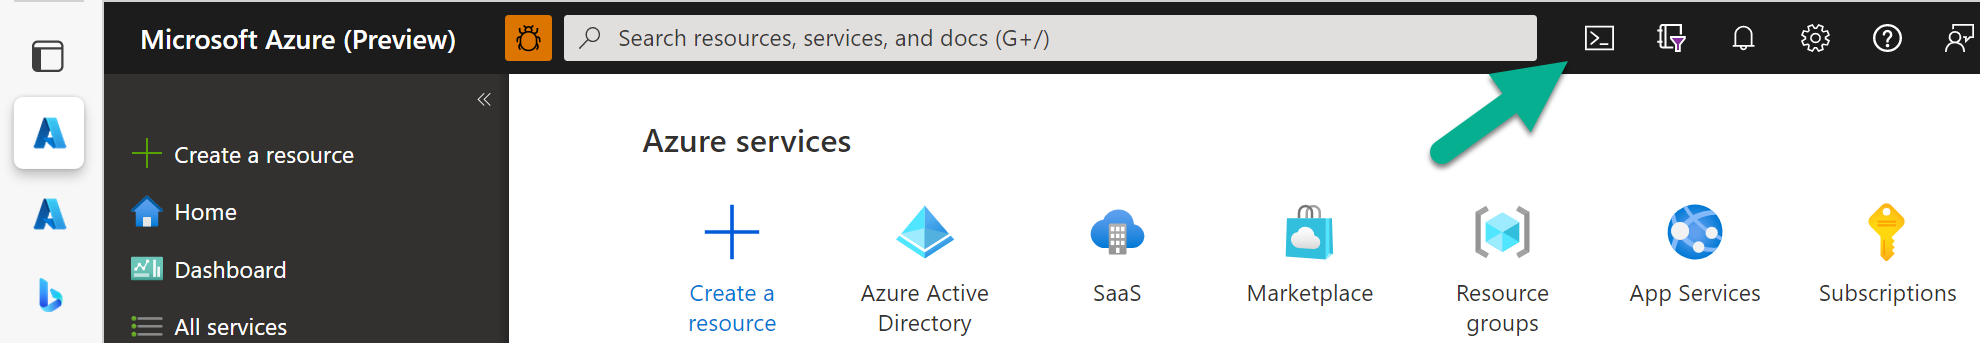 Microsoft Azure (Preview)
Search resources, services, and docs (G+/)
Create a resource
Home
Dashboard
All services
Azure services
Create a
resource
Azure Active
Directory
SaaS
Marketplace
Resource
groups
App Services
Subscriptions